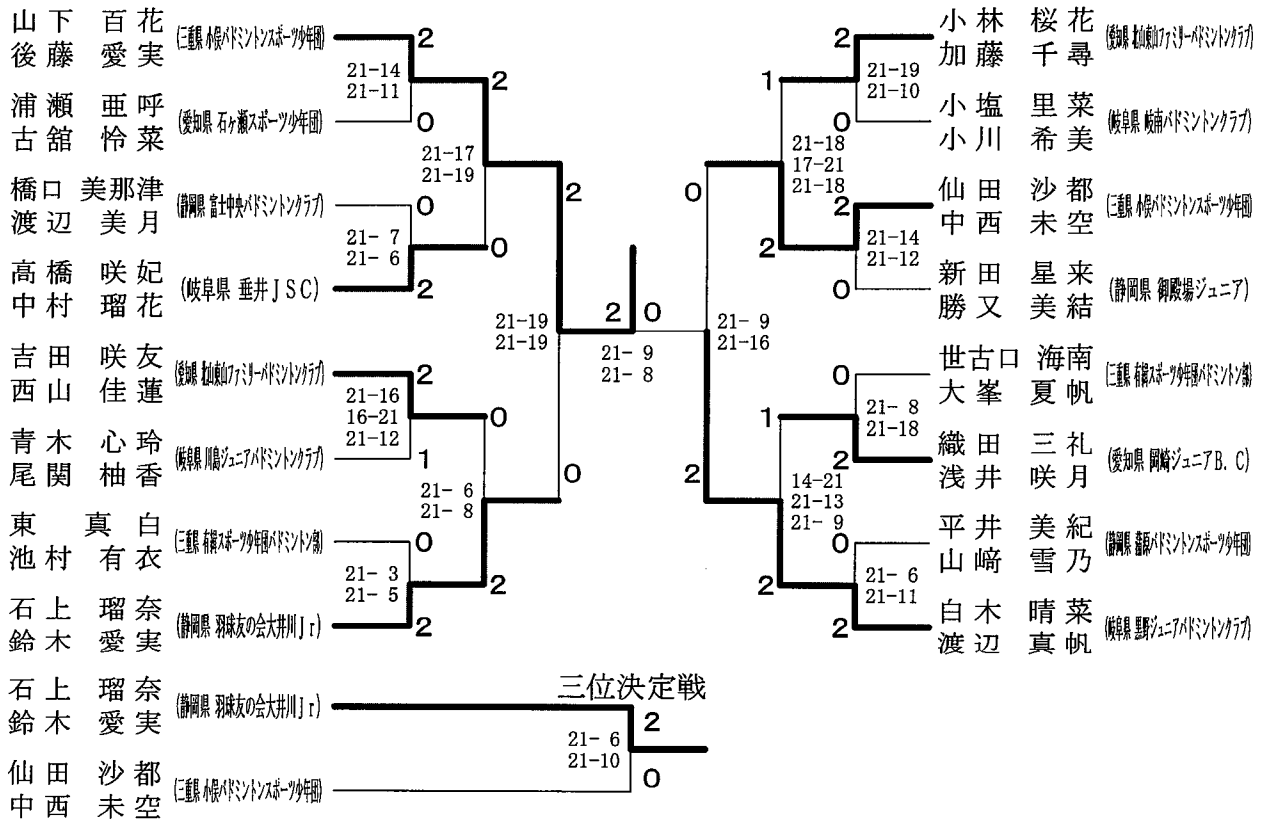 山下 百花
後藤 愛実
(三重県 小俣バドミントンスポーツ少年団)
2
21-14
21-11
浦瀬 亜呼
古舘 怜菜
(愛知県 石ヶ瀬スポーツ少年団)
0
2
21-17
21-19
橋口 美那津
渡辺 美月
(静岡県 富士中央バドミントンクラブ)
0
21- 7
21- 6
高橋 咲妃
中村 瑠花
(岐阜県 垂井JSC)
2
0
2
21-19
21-19
吉田 咲友
西山 佳蓮
(愛知県 北山東山ファミリーバドミントンクラブ)
2
21-16
16-21
21-12
青木 心玲
尾関 柚香
(岐阜県 川島ジュニアバドミントンクラブ)
1
0
21- 6
21- 8
0
東 真白
池村 有衣
(三重県 有緝スポーツ少年団バドミントン部)
0
21- 3
21- 5
石上 瑠奈
鈴木 愛実
(静岡県 羽球友の会大井川Jr)
2
2
2 0
21- 9
21- 8
小林 桜花
加藤 千尋
(愛知県 北山東山ファミリーバドミントンクラブ)
2
21-19
21-10
小塩 里菜
小川 希美
(岐阜県 岐南バドミントンクラブ)
0
1
21-18
17-21
21-18
仙田 沙都
中西 未空
(三重県 小俣バドミントンスポーツ少年団)
2
21-14
21-12
新田 星来
勝又 美結
(静岡県 御殿場ジュニア)
0
2
0
21- 9
21-16
世古口 海南
大峯 夏帆
(三重県 有緝スポーツ少年団バドミントン部)
0
21- 8
21-18
織田 三礼
浅井 咲月
(愛知県 岡崎ジュニアB.C)
2
1
14-21
21-13
21- 9
2
平井 美紀
山﨑 雪乃
(静岡県 蒲原バドミントンスポーツ少年団)
0
21- 6
21-11
白木 晴菜
渡辺 真帆
(岐阜県 黒野ジュニアバドミントンクラブ)
2
2
三位決定戦
石上 瑠奈
鈴木 愛実
(静岡県 羽球友の会大井川Jr)
2
21- 6
21-10
仙田 沙都
中西 未空
(三重県 小俣バドミントンスポーツ少年団)
0